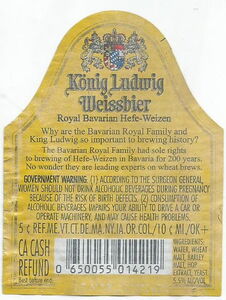 König Ludwig
Weissbier
Royal Bavarian Hefe-Weizen
Why are the Bavarian Royal Family and
King Ludwig so important to brewing history?
The Bavarian Royal Family had sole rights
to brewing of Hefe-Weizen in Bavaria for 200 years.
No wonder they are leading experts on wheat brews.
GOVERNMENT WARNING: (1) ACCORDING TO THE SURGEON GENERAL,
WOMEN SHOULD NOT DRINK ALCOHOLIC BEVERAGES DURING PREGNANCY
BECAUSE OF THE RISK OF BIRTH DEFECTS. (2) CONSUMPTION OF
ALCOHOLIC BEVERAGES IMPAIRS YOUR ABILITY TO DRIVE A CAR OR
OPERATE MACHINERY, AND MAY CAUSE HEALTH PROBLEMS.
5 ¢ REF.ME.VT.CT.DE.MA.NY.IA.OR.COL/10 ¢ MI./OK+
CA CASH
REFUND
Best before end:
0 650055 014219
INGREDIENTS:
WATER, WHEAT
MALT, BARLEY
MALT, HOP
EXTRACT, YEAST.
5.5% ALC/VOL